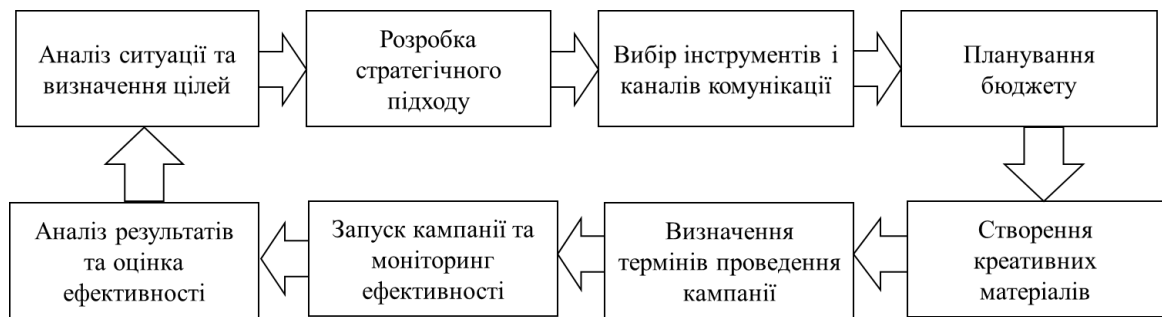 Аналіз ситуації та
визначення цілей
Розробка
стратегічного
підходу
Вибір інструментів і
каналів комунікації
Планування
бюджету
Створення
креативних
матеріалів
Визначення
термінів проведення
кампанії
Запуск кампанії та
моніторинг
ефективності
Аналіз результатів
та оцінка
ефективності